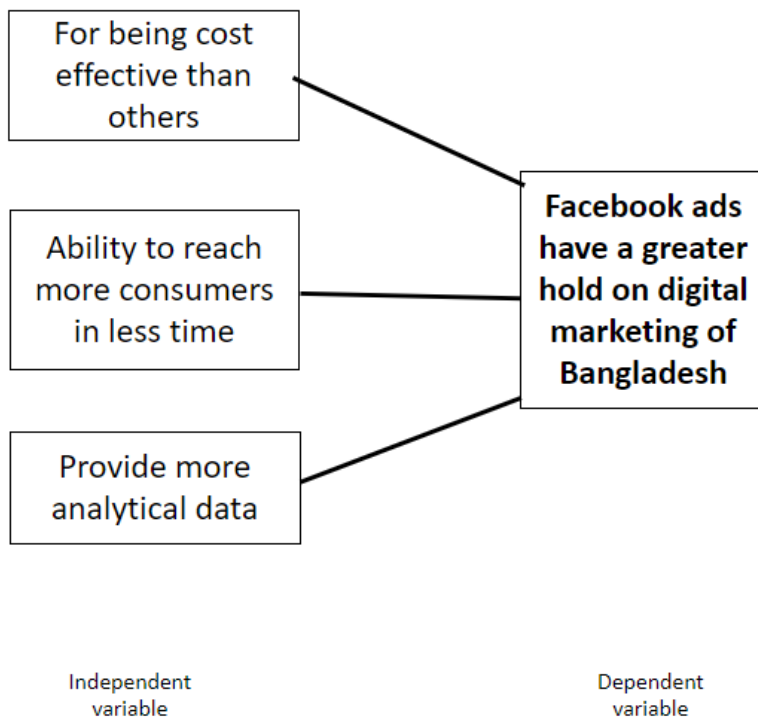 For being cost
effective than
others
Ability to reach
more consumers
in less time
Provide more
analytical data
Facebook ads
have a greater
hold on digital
marketing of
Bangladesh
Independent
variable
Dependent
variable